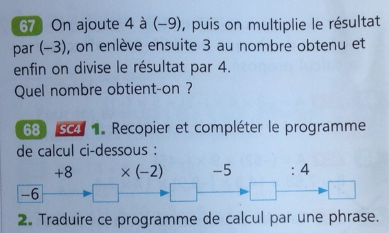 67 On ajoute 4 à (−9), puis on multiplie le résultat
par (−3), on enlève ensuite 3 au nombre obtenu et
enfin on divise le résultat par 4.
Quel nombre obtient-on ?
68 SC4 1. Recopier et compléter le programme
de calcul ci-dessous :
+8 × (−2) −5 : 4
−6
2. Traduire ce programme de calcul par une phrase.